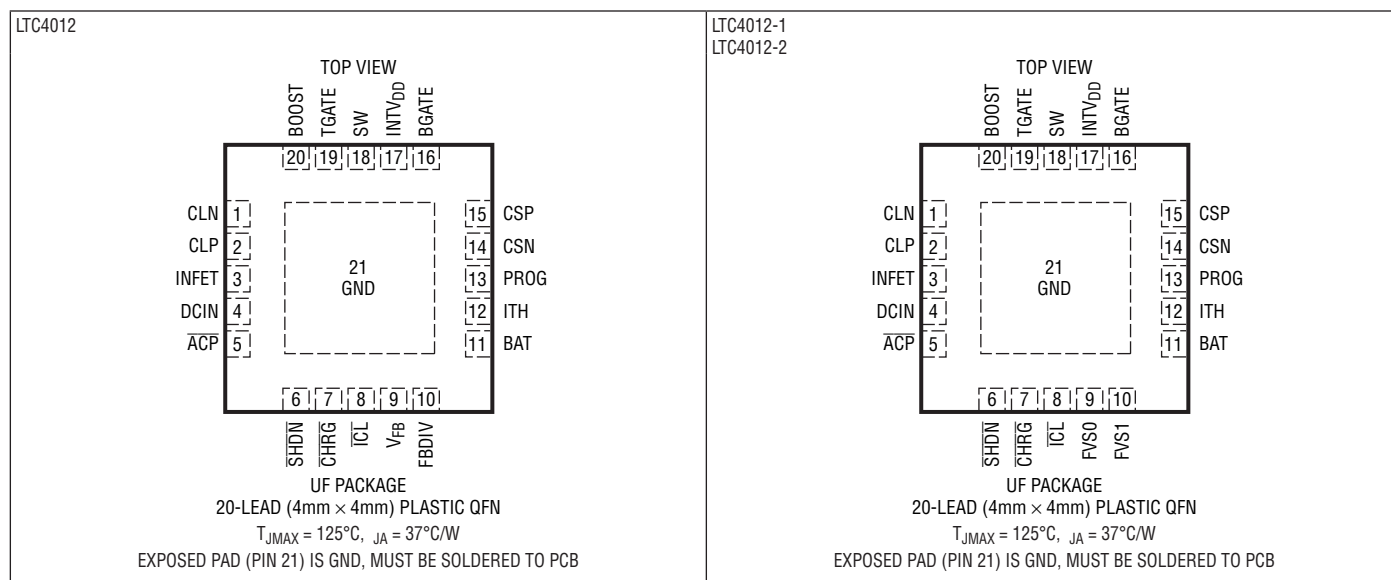 LTC4012
TOP VIEW
BOOST
TGATE
SW
INTVDD
BGATE
20 19 18 17 16
CLN 1
CLP 2
INFET 3
DCIN 4
ACP 5
21
GND
15 CSP
14 CSN
13 PROG
12 ITH
11 BAT
6 7 8 9 10
SHDN
CHRG
ICL
VFB
FBDIV
UF PACKAGE
20-LEAD (4mm × 4mm) PLASTIC QFN
TJMAX = 125°C, JA = 37°C/W
EXPOSED PAD (PIN 21) IS GND, MUST BE SOLDERED TO PCB
LTC4012-1
LTC4012-2
TOP VIEW
BOOST
TGATE
SW
INTVDD
BGATE
20 19 18 17 16
CLN 1
CLP 2
INFET 3
DCIN 4
ACP 5
21
GND
15 CSP
14 CSN
13 PROG
12 ITH
11 BAT
6 7 8 9 10
SHDN
CHRG
ICL
FVS0
FVS1
UF PACKAGE
20-LEAD (4mm × 4mm) PLASTIC QFN
TJMAX = 125°C, JA = 37°C/W
EXPOSED PAD (PIN 21) IS GND, MUST BE SOLDERED TO PCB